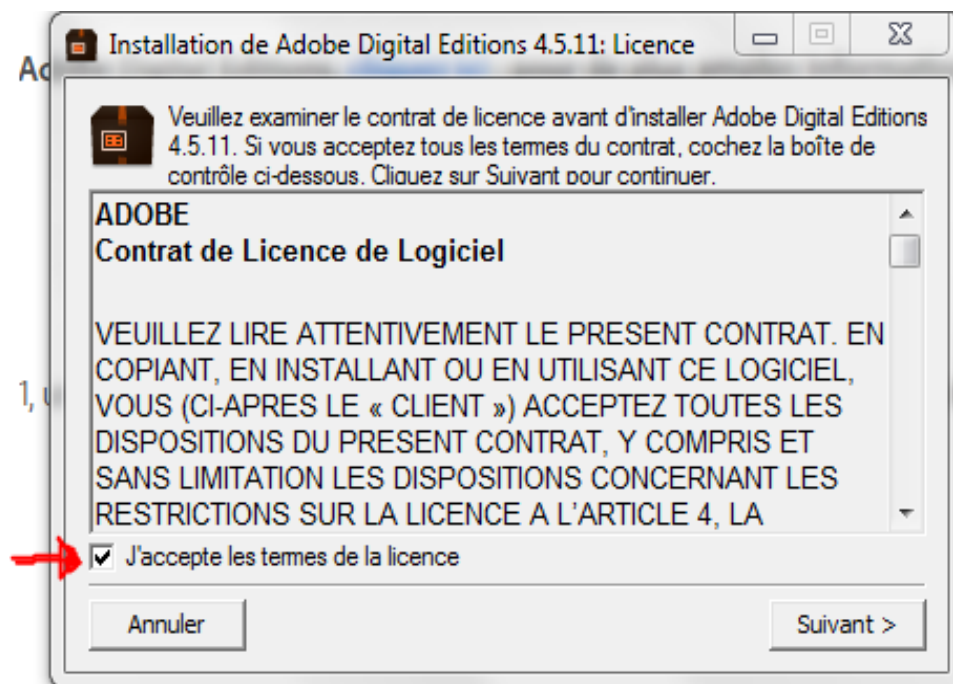 Installation de Adobe Digital Editions 4.5.11: Licence
Veuillez examiner le contrat de licence avant d'installer Adobe Digital Editions
4.5.11. Si vous acceptez tous les termes du contrat, cochez la boîte de
contrôle ci-dessous. Cliquez sur Suivant pour continuer.
ADOBE
Contrat de Licence de Logiciel
VEUILLEZ LIRE ATTENTIVEMENT LE PRESENT CONTRAT. EN
COPIANT, EN INSTALLANT OU EN UTILISANT CE LOGICIEL,
VOUS (CI-APRES LE « CLIENT ») ACCEPTEZ TOUTES LES
DISPOSITIONS DU PRESENT CONTRAT, Y COMPRIS ET
SANS LIMITATION LES DISPOSITIONS CONCERNANT LES
RESTRICTIONS SUR LA LICENCE A L'ARTICLE 4, LA
J'accepte les termes de la licence
Annuler
Suivant >